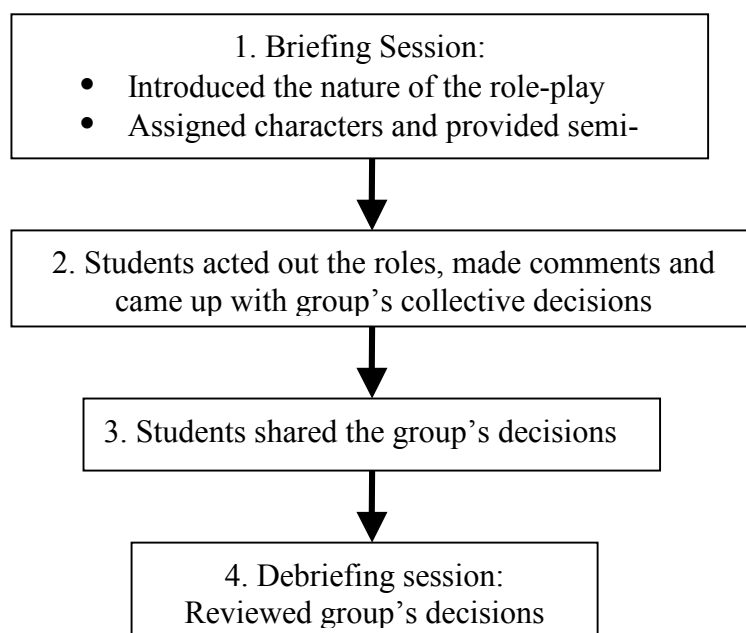 1. Briefing Session:
• Introduced the nature of the role-play
• Assigned characters and provided semi-
2. Students acted out the roles, made comments and
came up with group’s collective decisions
3. Students shared the group’s decisions
4. Debriefing session:
Reviewed group’s decisions